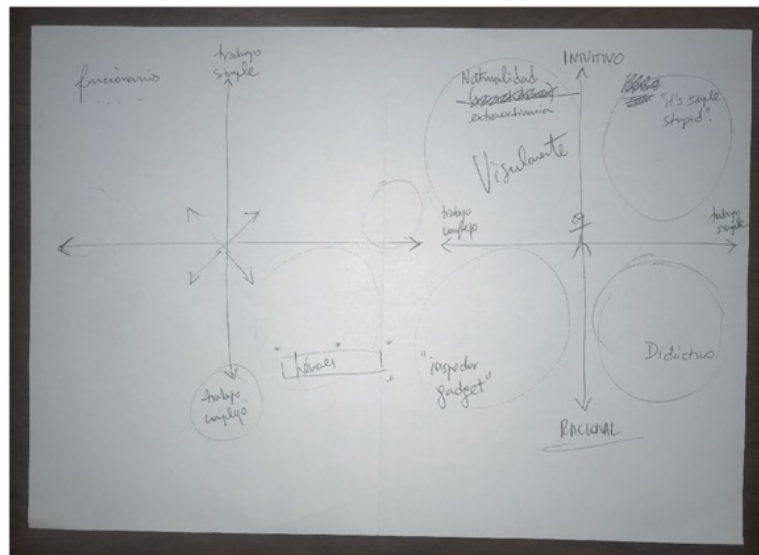 funcionarios
trabajo
simple
héroes
trabajo
complejo
INTUITIVO
Naturalidad
extraordinaria
"it's simple
stupid".
trabajo
complejo
trabajo
simple
"inspector
gadget"
Didáctico
RACIONAL